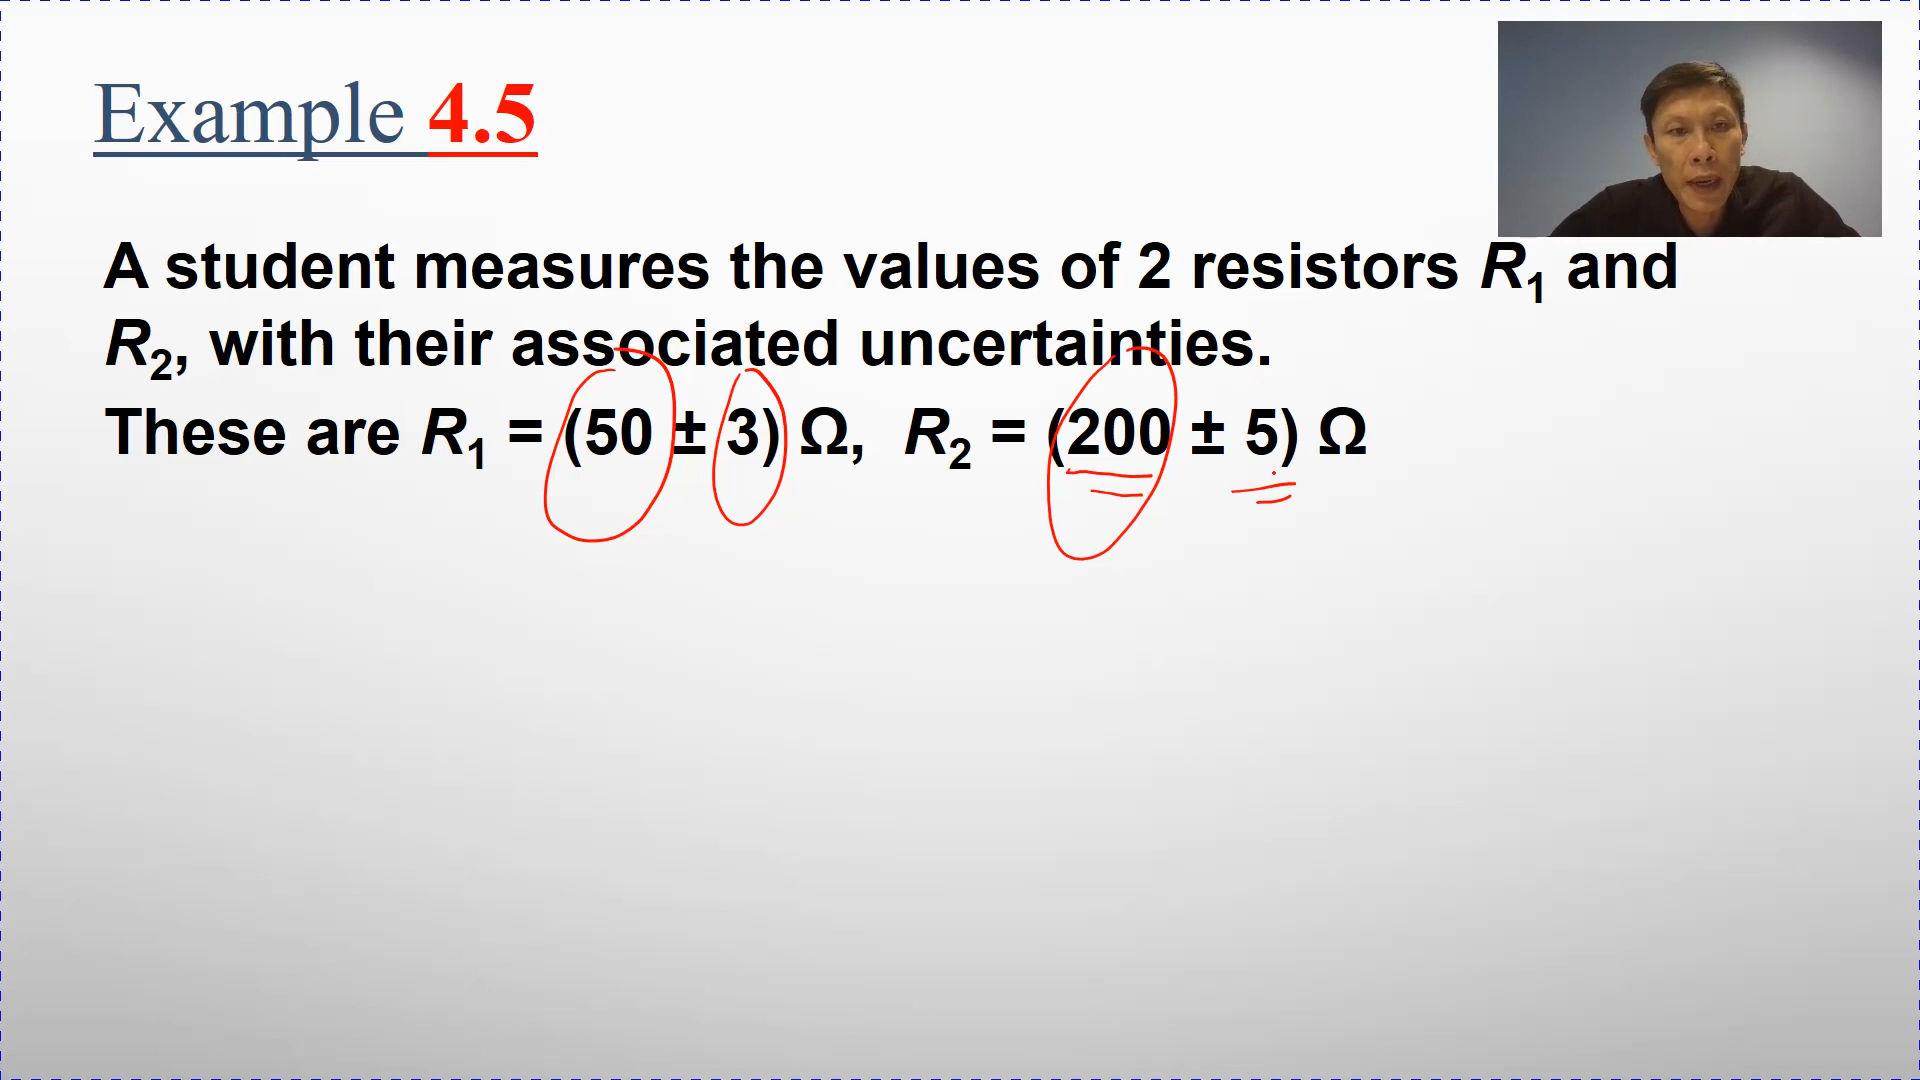 Example 4.5
A student measures the values of 2 resistors R₁ and
R₂, with their associated uncertainties.
These are R₁ = (50 ± 3) Ω, R₂ = (200 ± 5) Ω